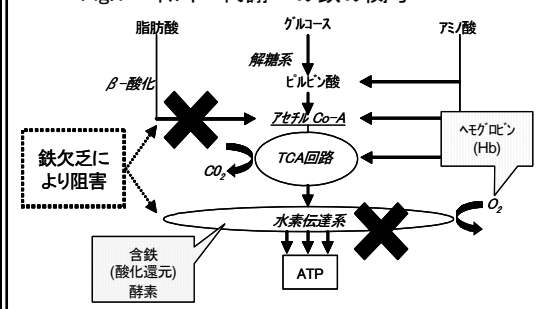 脂肪酸
グルコース
アミノ酸
解糖系
β-酸化
ピルビン酸
アセチル Co-A
ヘモグロビン
(Hb)
鉄欠乏に
より阻害
CO2
TCA回路
O2
水素伝達系
含鉄
(酸化還元)
酵素
ATP